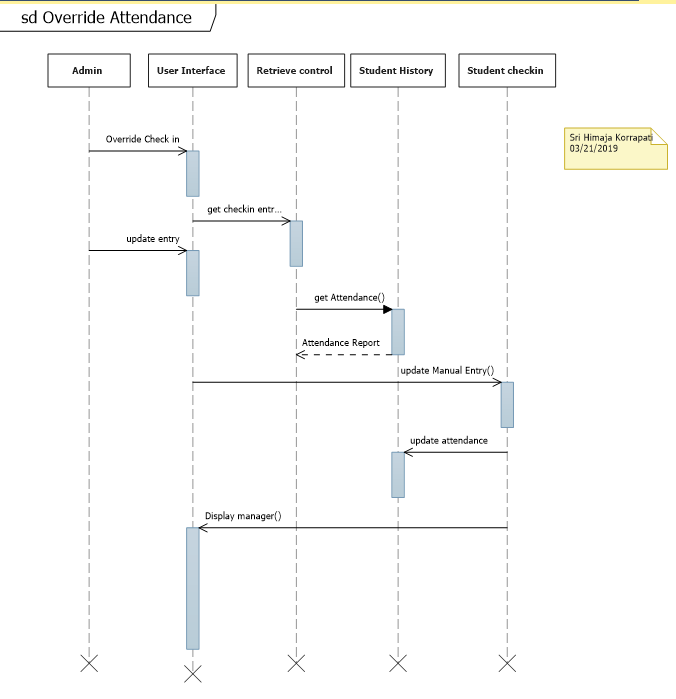 sd Override Attendance
Admin
User Interface
Retrieve control
Student History
Student checkin
Sri Himaja Korrapati
03/21/2019
Override Check in
get checkin entr...
update entry
get Attendance()
Attendance Report
update Manual Entry()
update attendance
Display manager()